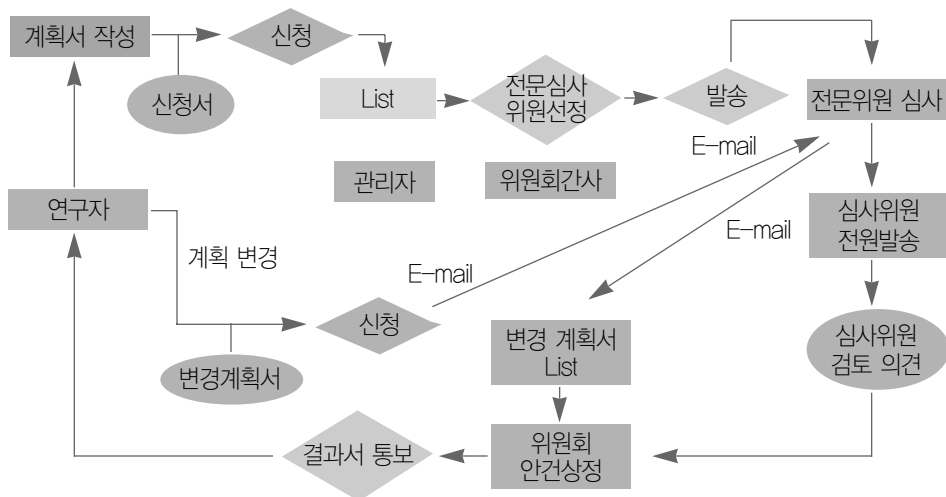 계획서 작성
신청
신청서
List
전문심사
위원선정
발송
전문위원 심사
E-mail
관리자
위원회간사
연구자
심사위원
전원발송
E-mail
계획 변경
E-mail
신청
변경 계획서
List
심사위원
검토 의견
변경계획서
결과서 통보
위원회
안건상정